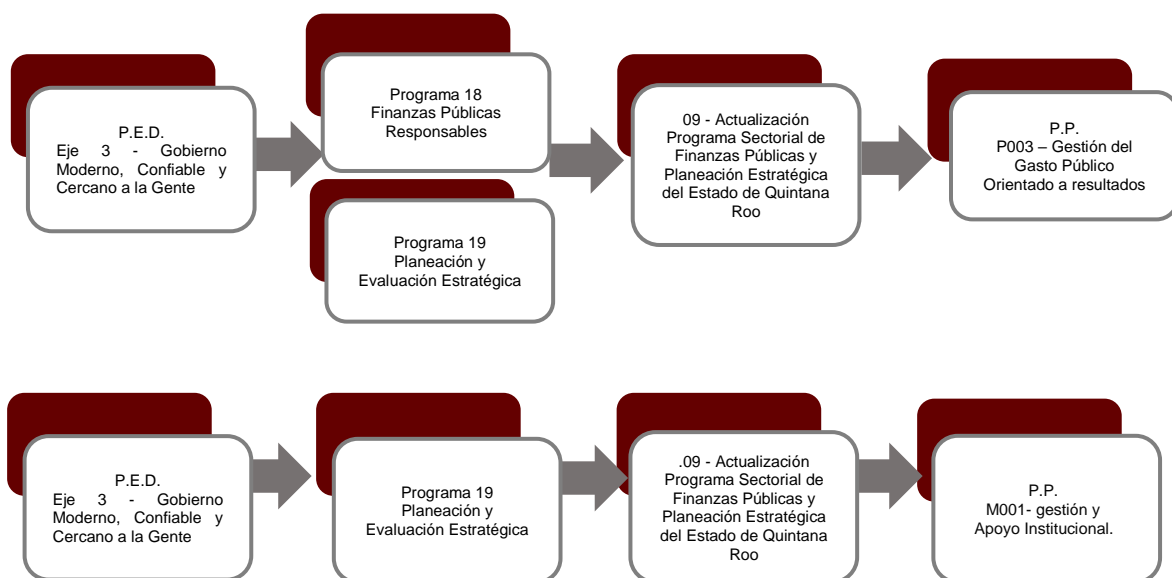 P.E.D.
Eje 3 - Gobierno
Moderno, Confiable y
Cercano a la Gente
Programa 18
Finanzas Públicas
Responsables
Programa 19
Planeación y
Evaluación Estratégica
09 - Actualización
Programa Sectorial de
Finanzas Públicas y
Planeación Estratégica
del Estado de Quintana
Roo
P.P.
P003 – Gestión del
Gasto Público
Orientado a resultados
P.E.D.
Eje 3 - Gobierno
Moderno, Confiable y
Cercano a la Gente
Programa 19
Planeación y
Evaluación Estratégica
.09 - Actualización
Programa Sectorial de
Finanzas Públicas y
Planeación Estratégica
del Estado de Quintana
Roo
P.P.
M001- gestión y
Apoyo Institucional.